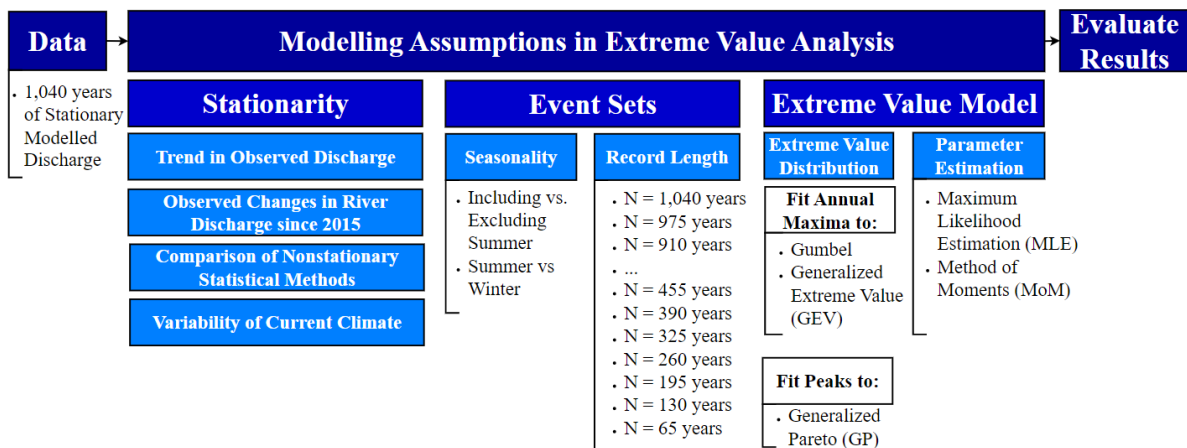 Data
Modelling Assumptions in Extreme Value Analysis
Evaluate
Results
• 1,040 years
of Stationary
Modelled
Discharge
Stationarity
Trend in Observed Discharge
Observed Changes in River
Discharge since 2015
Comparison of Nonstationary
Statistical Methods
Variability of Current Climate
Event Sets
Seasonality
• Including vs.
Excluding
Summer
• Summer vs
Winter
Record Length
• N = 1,040 years
• N = 975 years
• N = 910 years
• ...
• N = 455 years
• N = 390 years
• N = 325 years
• N = 260 years
• N = 195 years
• N = 130 years
• N = 65 years
Extreme Value Model
Extreme Value
Distribution
Fit Annual
Maxima to:
• Gumbel
• Generalized
Extreme Value
(GEV)
Fit Peaks to:
• Generalized
Pareto (GP)
Parameter
Estimation
• Maximum
Likelihood
Estimation (MLE)
• Method of
Moments (MoM)